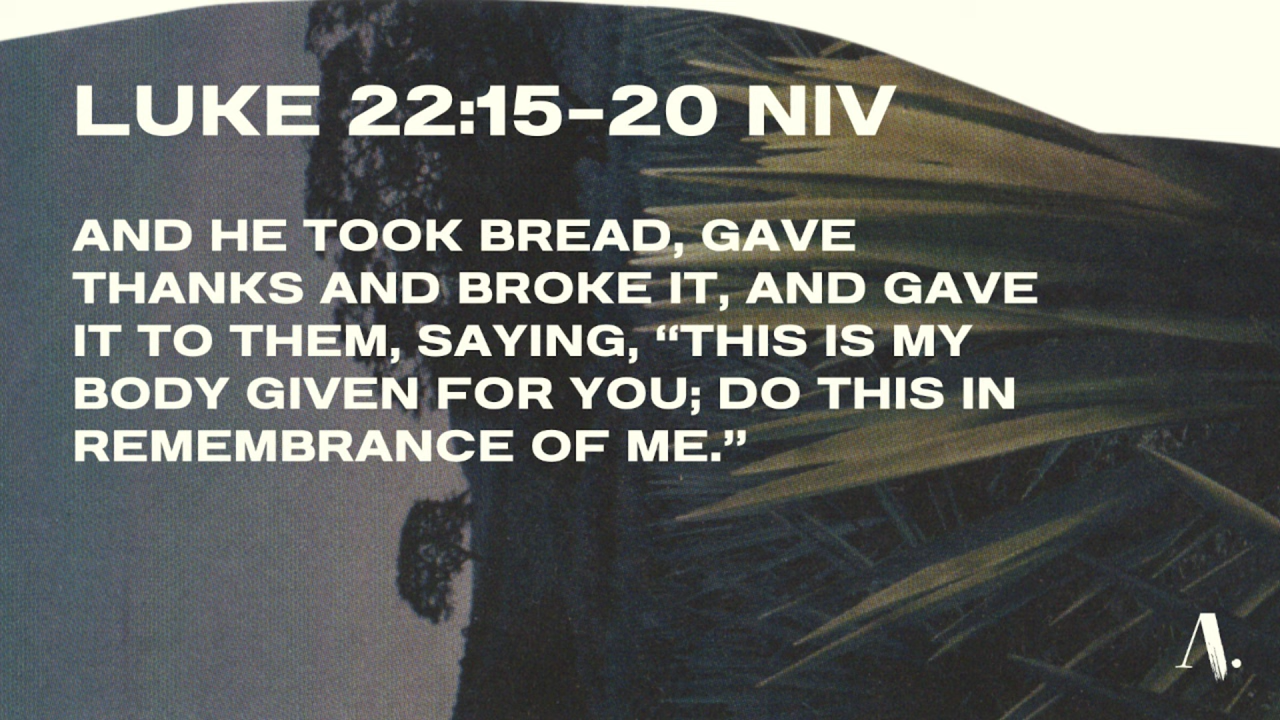 LUKE 22:15-20 NIV
AND HE TOOK BREAD, GAVE
THANKS AND BROKE IT, AND GAVE
IT TO THEM, SAYING, “THIS IS MY
BODY GIVEN FOR YOU; DO THIS IN
REMEMBRANCE OF ME.”
A.